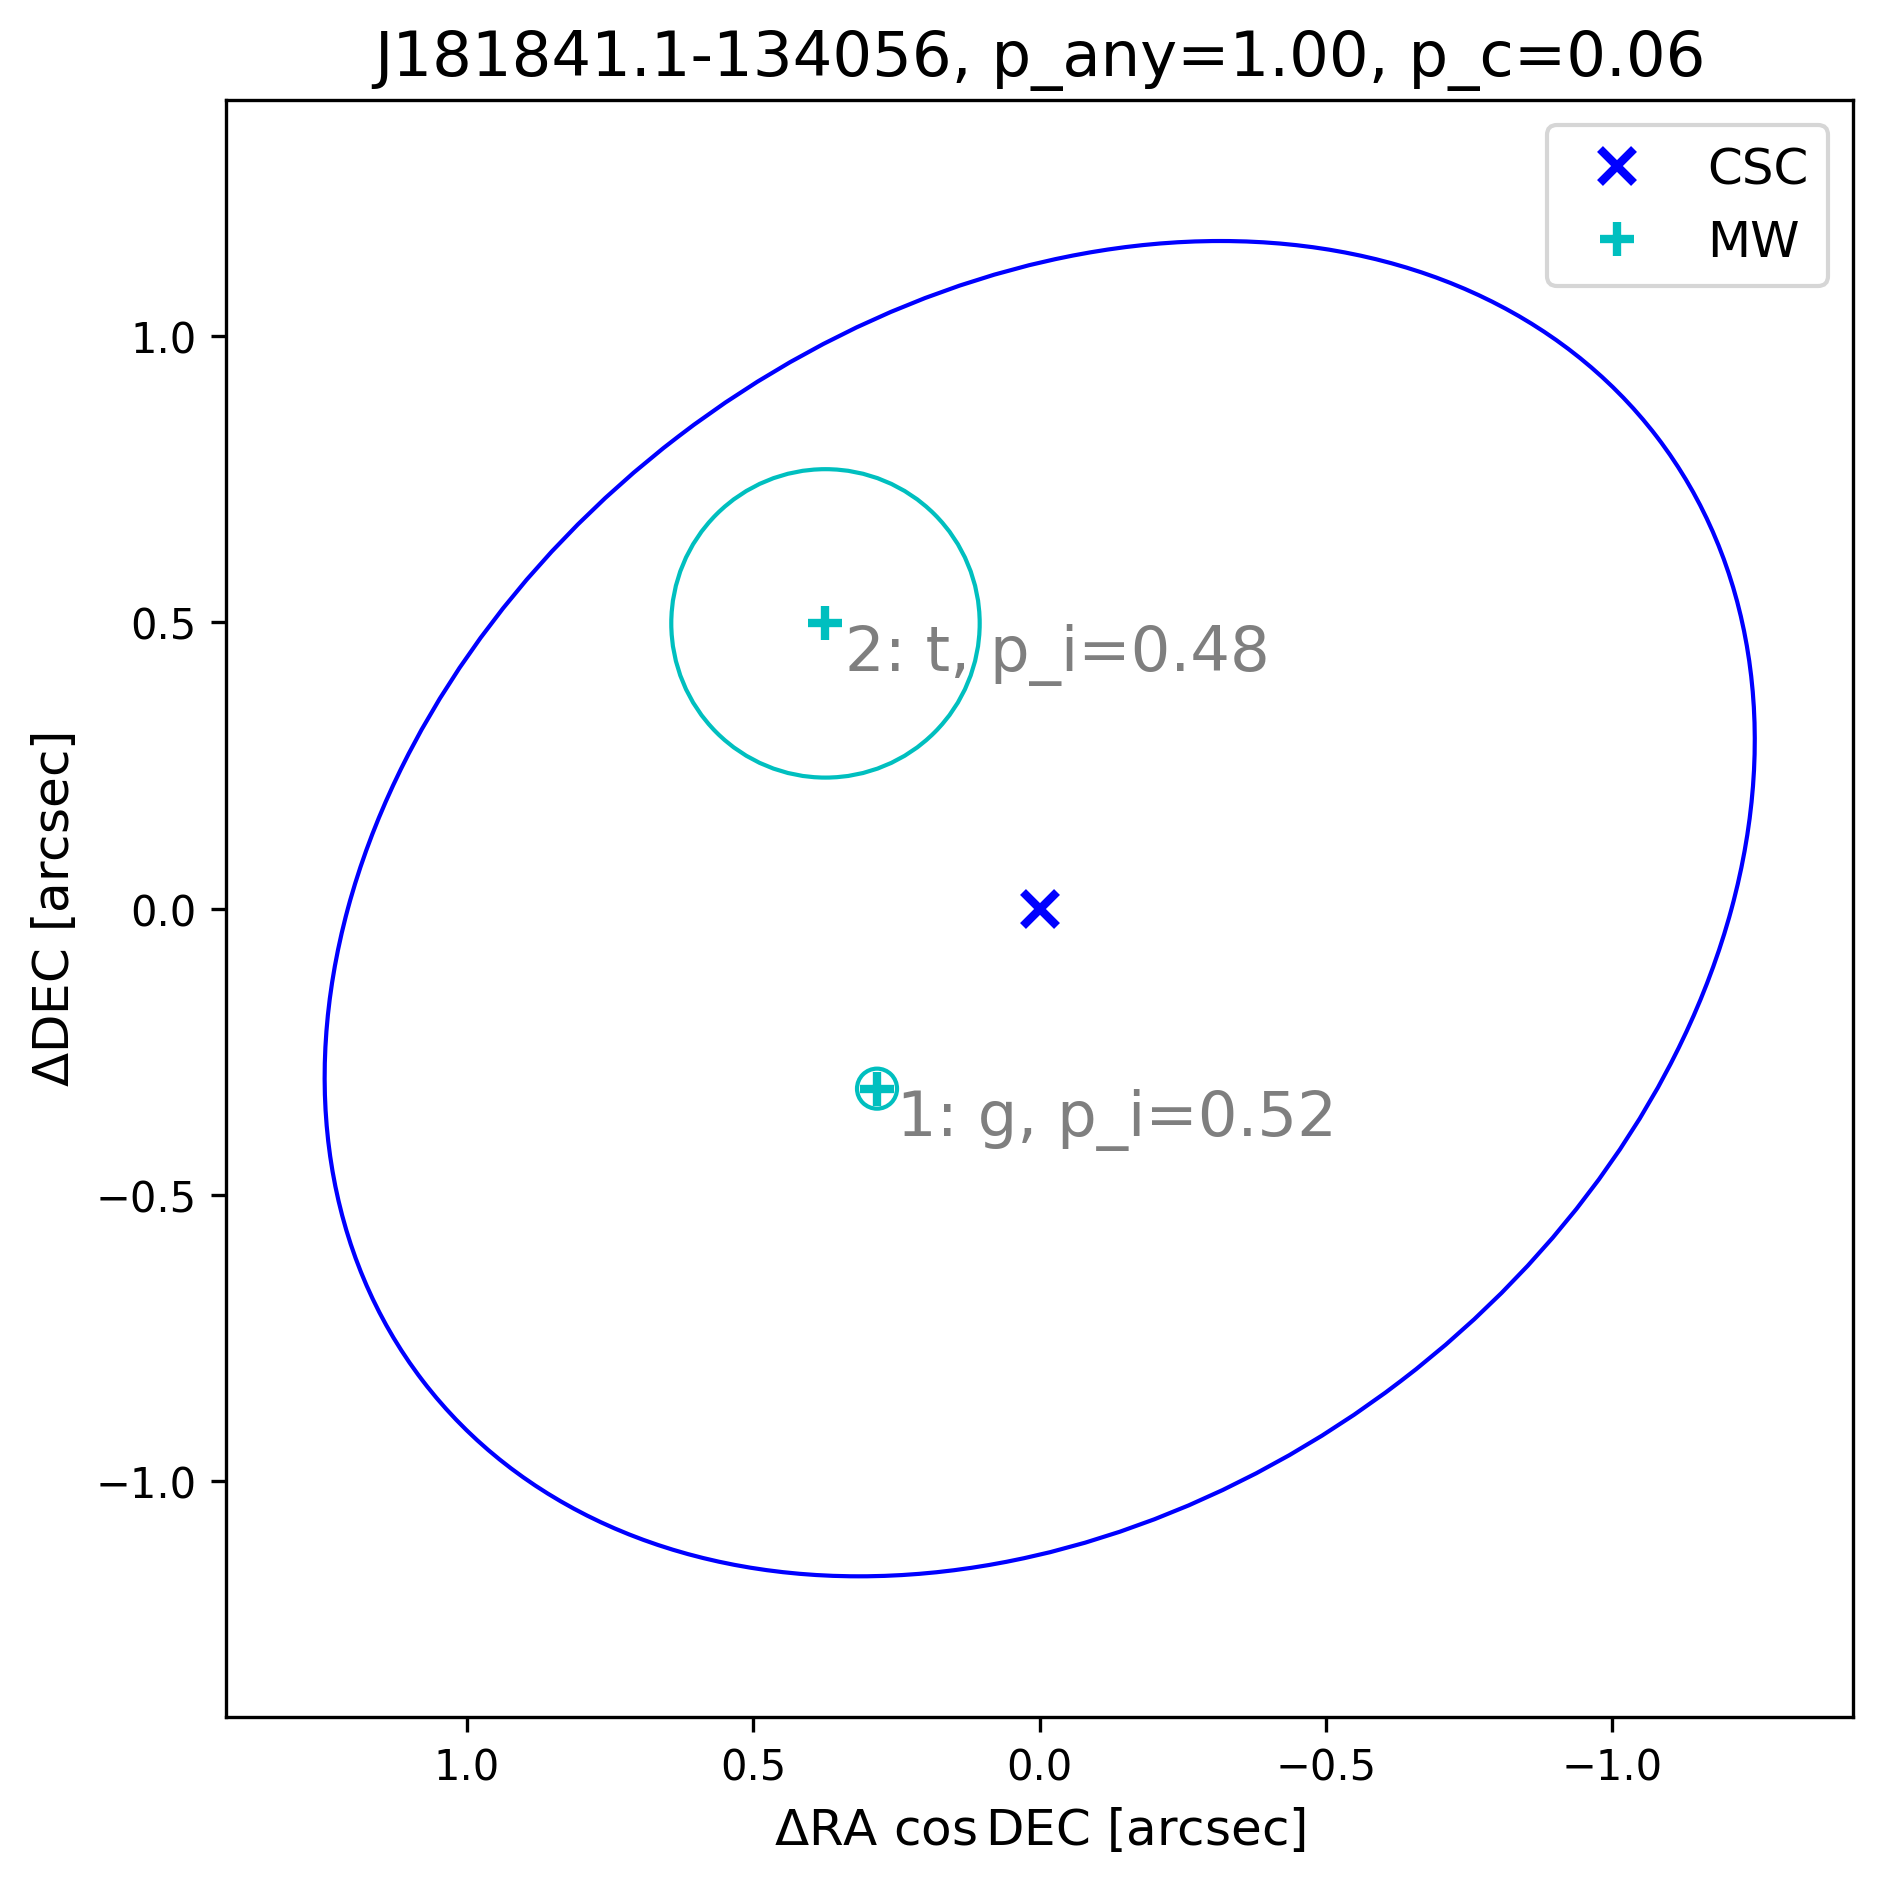 J181841.1-134056, p_any=1.00, p_c=0.06
CSC
MW
1.0
0.5
0.0
−0.5
−1.0
ΔDEC [arcsec]
2: t, p_i=0.48
1: g, p_i=0.52
1.0 0.5 0.0 −0.5 −1.0
ΔRA cos DEC [arcsec]